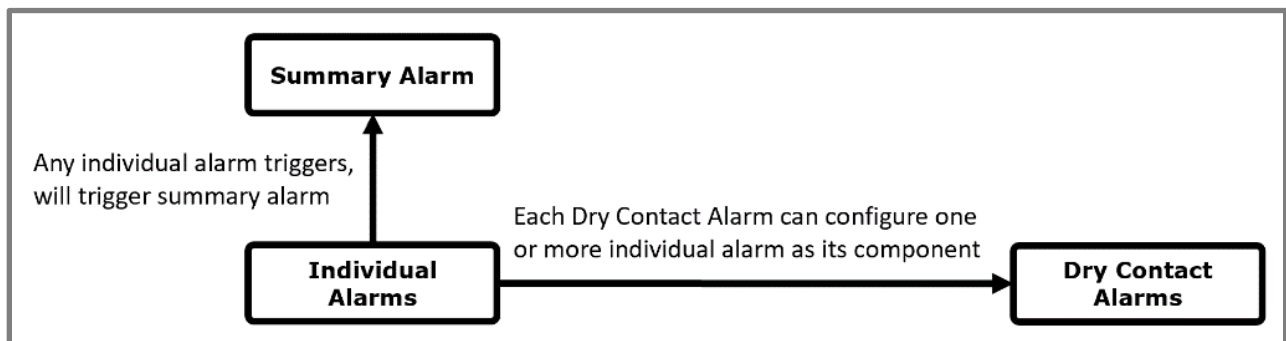 Summary Alarm
Any individual alarm triggers,
will trigger summary alarm
Each Dry Contact Alarm can configure one
or more individual alarm as its component
Individual
Alarms
Dry Contact
Alarms